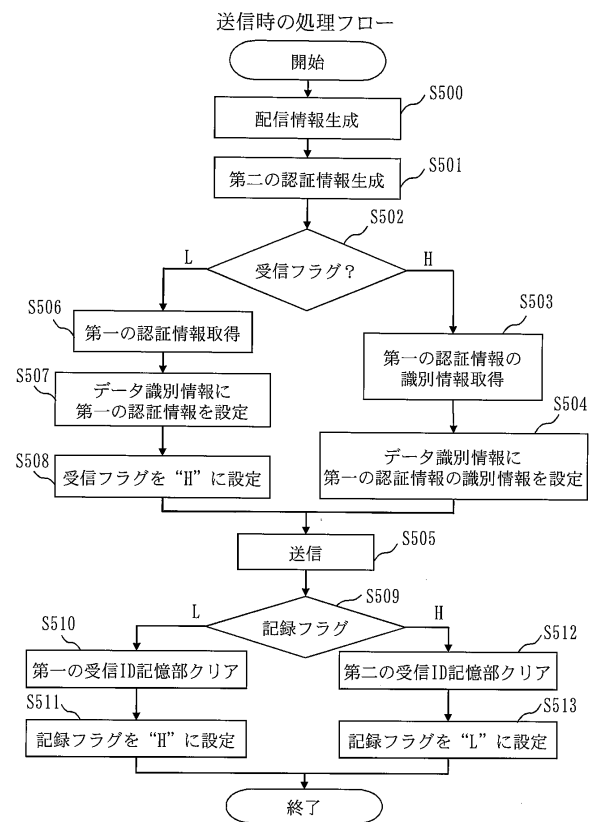 送信時の処理フロー
開始
S500
配信情報生成
S501
第二の認証情報生成
S502
受信フラグ?
L
H
S506
第一の認証情報取得
S503
第一の認証情報の
識別情報取得
S507
データ識別情報に
第一の認証情報を設定
S504
データ識別情報に
第一の認証情報の識別情報を設定
S508
受信フラグを“H”に設定
S505
送信
S509
記録フラグ
L
H
S510
第一の受信ID記憶部クリア
S512
第二の受信ID記憶部クリア
S511
記録フラグを“H”に設定
S513
記録フラグを“L”に設定
終了